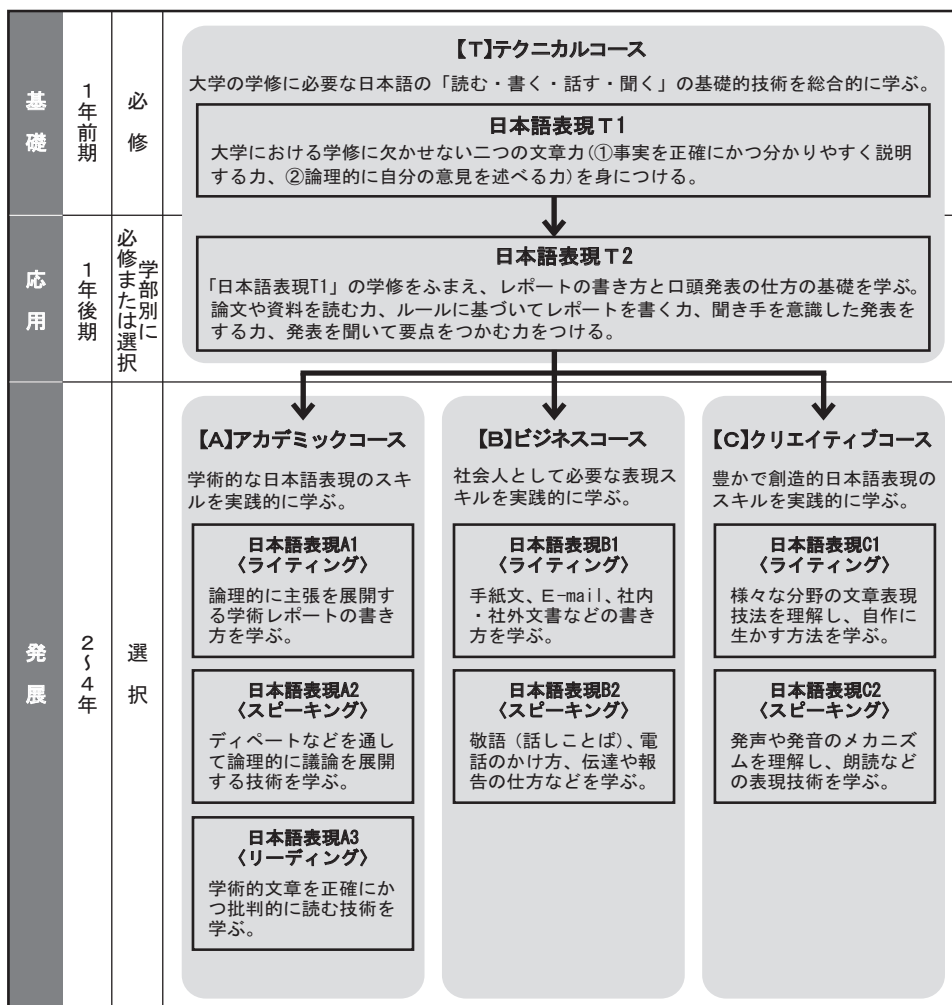 基礎
1年前期
必修
【T】テクニカルコース
大学の学修に必要な日本語の「読む・書く・話す・聞く」の基礎的技術を総合的に学ぶ。
日本語表現T1
大学における学修に欠かせない二つの文章力(①事実を正確にかつ分かりやすく説明
する力、②論理的に自分の意見を述べる力)を身につける。
応用
1年後期
学部別に
必修または選択
日本語表現T2
「日本語表現T1」の学修をふまえ、レポートの書き方と口頭発表の仕方の基礎を学ぶ。
論文や資料を読む力、ルールに基づいてレポートを書く力、聞き手を意識した発表を
する力、発表を聞いて要点をつかむ力をつける。
発展
2〜4年
選択
【A】アカデミックコース
学術的な日本語表現のスキ
ルを実践的に学ぶ。
日本語表現A1
〈ライティング〉
論理的に主張を展開す
る学術レポートの書き
方を学ぶ。
日本語表現A2
〈スピーキング〉
ディベートなどを通し
て論理的に議論を展開
する技術を学ぶ。
日本語表現A3
〈リーディング〉
学術的文章を正確にか
つ批判的に読む技術を
学ぶ。
【B】ビジネスコース
社会人として必要な表現ス
キルを実践的に学ぶ。
日本語表現B1
〈ライティング〉
手紙文、E-mail、社内
・社外文書などの書き
方を学ぶ。
日本語表現B2
〈スピーキング〉
敬語（話しことば）、電
話のかけ方、伝達や報
告の仕方などを学ぶ。
【C】クリエイティブコース
豊かで創造的日本語表現の
スキルを実践的に学ぶ。
日本語表現C1
〈ライティング〉
様々な分野の文章表現
技法を理解し、自作に
生かす方法を学ぶ。
日本語表現C2
〈スピーキング〉
発声や発音のメカニズ
ムを理解し、朗読など
の表現技術を学ぶ。